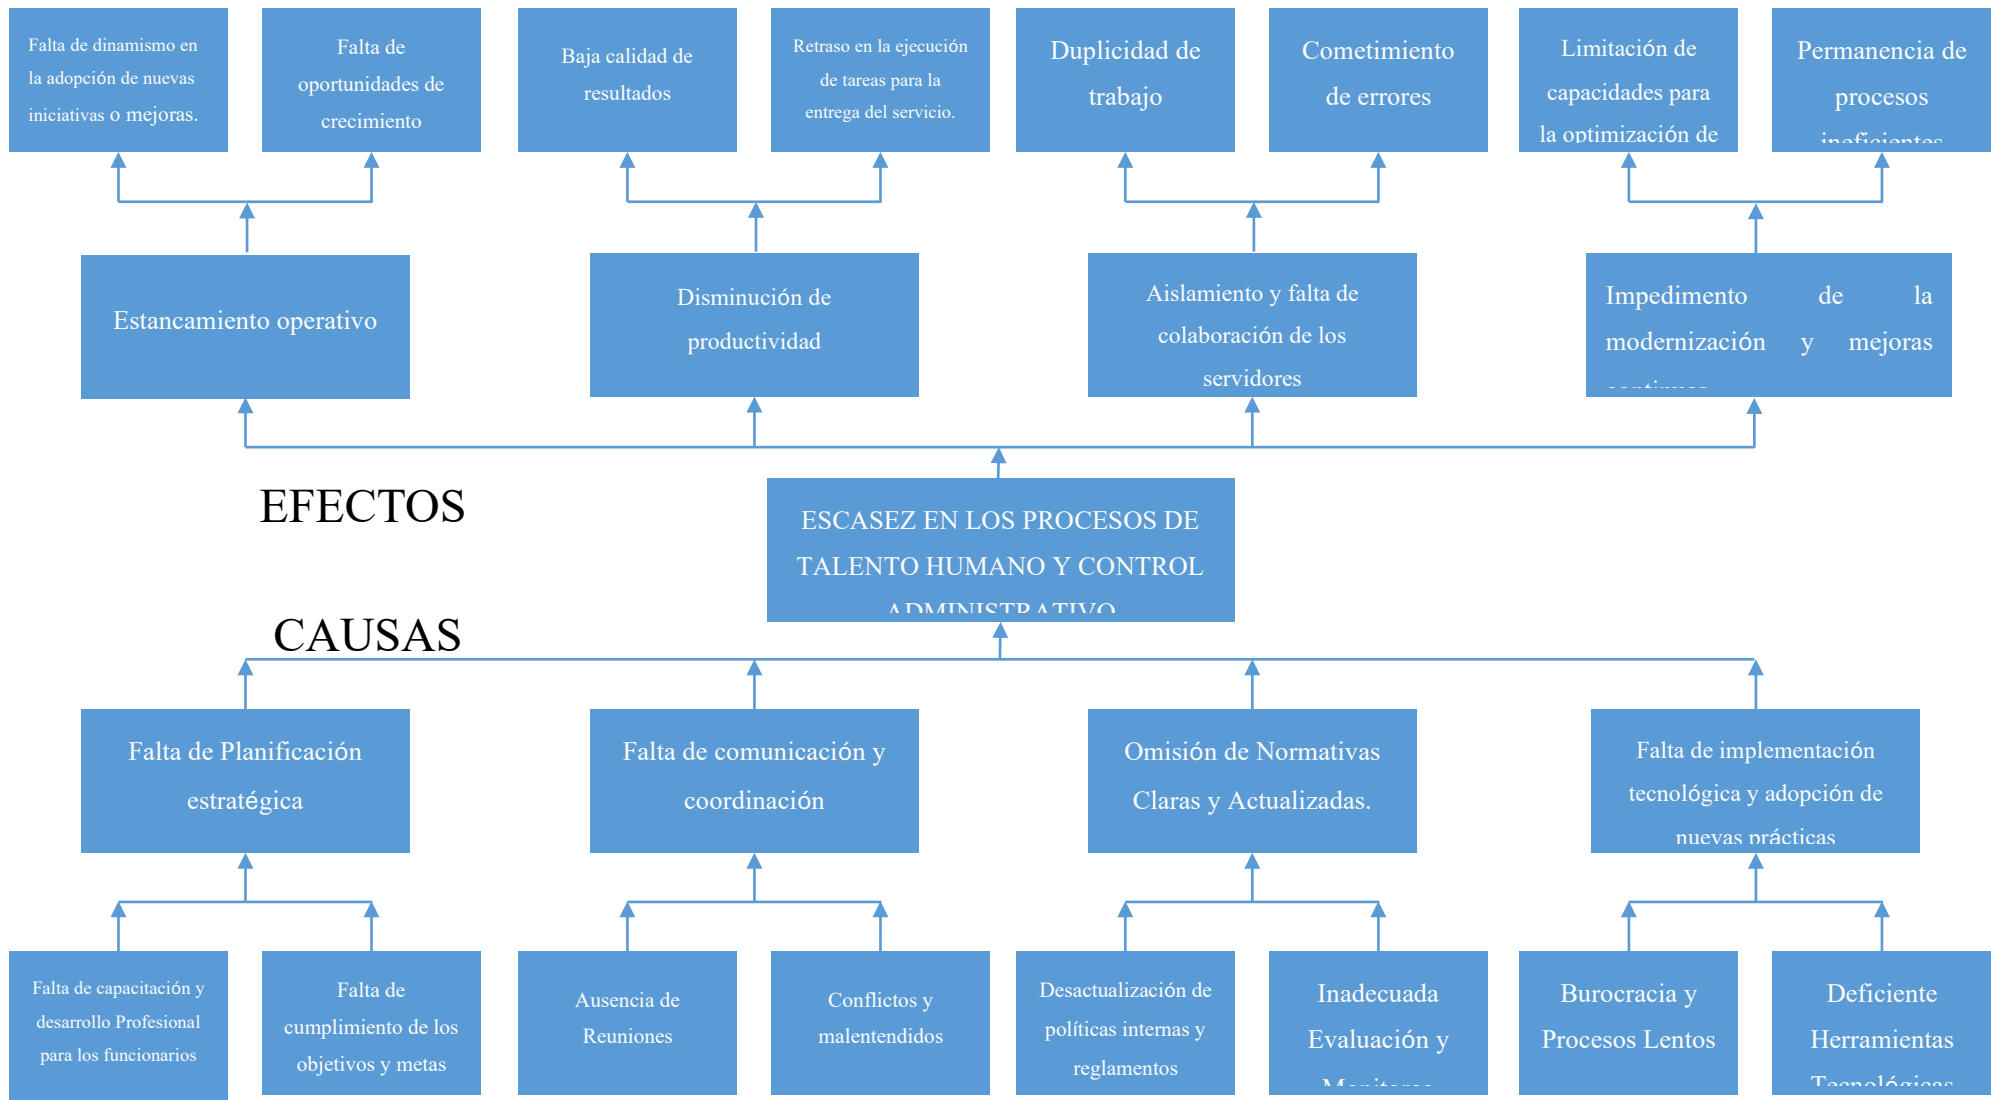 Falta de dinamismo en
la adopción de nuevas
iniciativas o mejoras.
Falta de
oportunidades de
crecimiento
Baja calidad de
resultados
Retraso en la ejecución
de tareas para la
entrega del servicio.
Duplicidad de
trabajo
Cometimiento
de errores
Limitación de
capacidades para
la optimización de
Permanencia de
procesos
ineficientes
Estancamiento operativo
Disminución de
productividad
Aislamiento y falta de
colaboración de los
servidores
Impedimento de la
modernización y mejoras
EFECTOS
ESCASEZ EN LOS PROCESOS DE
TALENTO HUMANO Y CONTROL
ADMINISTRATIVO
CAUSAS
Falta de Planificación
estratégica
Falta de comunicación y
coordinación
Omisión de Normativas
Claras y Actualizadas.
Falta de implementación
tecnológica y adopción de
nuevas prácticas
Falta de capacitación y
desarrollo Profesional
para los funcionarios
Falta de
cumplimiento de los
objetivos y metas
Ausencia de
Reuniones
Conflictos y
malentendidos
Desactualización de
políticas internas y
reglamentos
Inadecuada
Evaluación y
Burocracia y
Procesos Lentos
Deficiente
Herramientas
Tecnológicas